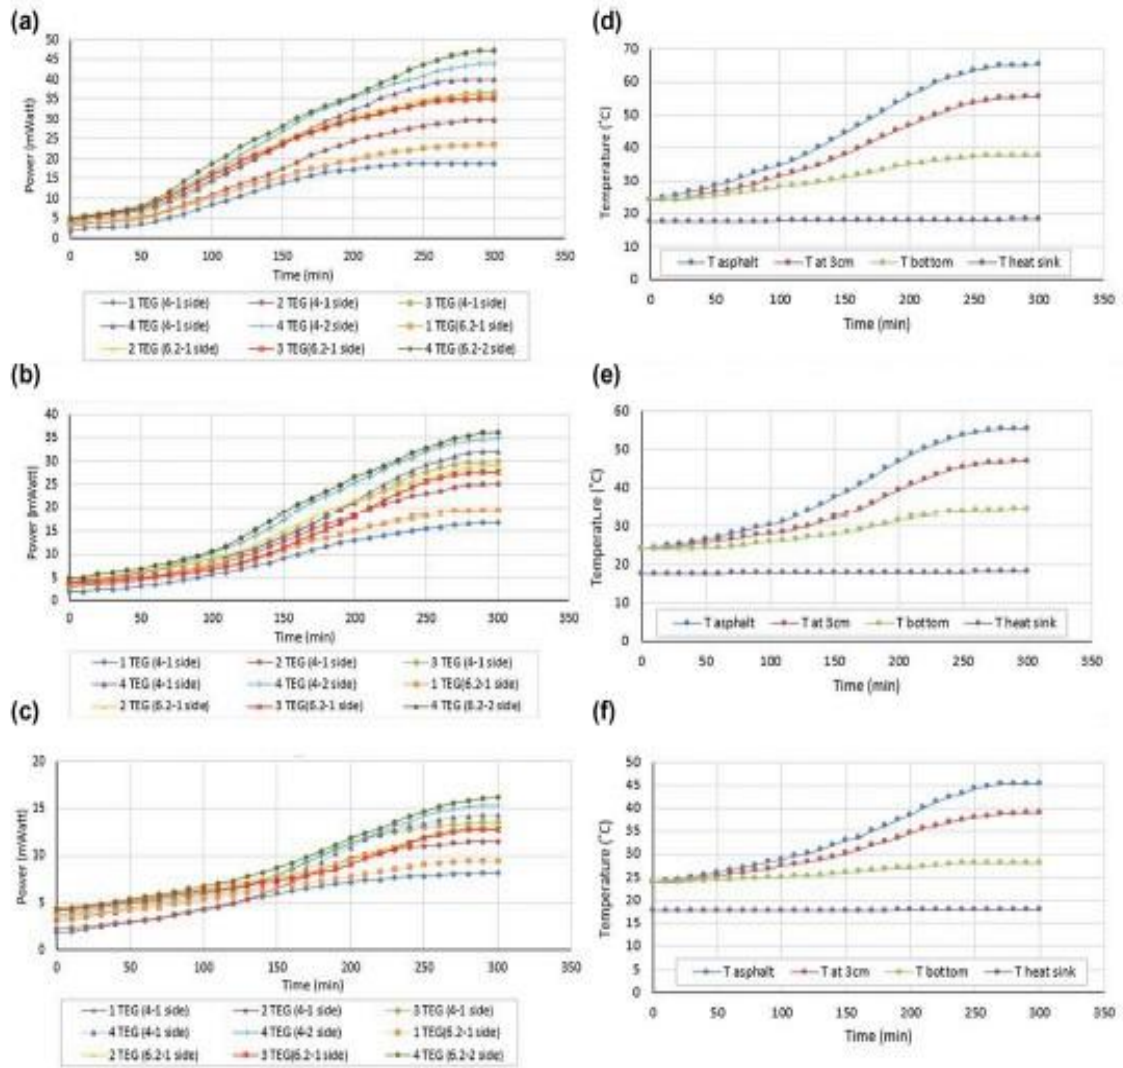 (a)
50
45
40
35
30
25
20
15
10
5
0
Power (mWatt)
0 50 100 150 200 250 300 350
Time (min)
1 TEG (4-1 side) 2 TEG (4-1 side) 3 TEG (4-1 side)
4 TEG (4-1 side) 4 TEG (4-2 side) 1 TEG(6.2-1 side)
2 TEG (6.2-1 side) 3 TEG(6.2-1 side) 4 TEG (6.2-2 side)
(d)
70
60
50
40
30
20
10
0
Temperature (˚C)
T asphalt T at 3cm T bottom T heat sink
0 50 100 150 200 250 300 350
Time (min)
(b)
40
35
30
25
20
15
10
5
0
Power (mWatt)
0 50 100 150 200 250 300 350
Time (min)
1 TEG (4-1 side) 2 TEG (4-1 side) 3 TEG (4-1 side)
4 TEG (4-1 side) 4 TEG (4-2 side) 1 TEG(6.2-1 side)
2 TEG (6.2-1 side) 3 TEG (6.2-1 side) 4 TEG (6.2-2 side)
(e)
60
50
40
30
20
10
0
Temperature (˚C)
T asphalt T at 3cm T bottom T heat sink
0 50 100 150 200 250 300 350
Time (min)
(c)
20
15
10
5
0
Power (mWatt)
0 50 100 150 200 250 300 350
Time (min)
1 TEG (4-1 side) 2 TEG (4-1 side) 3 TEG (4-1 side)
4 TEG (4-1 side) 4 TEG (4-2 side) 1 TEG(6.2-1 side)
2 TEG (6.2-1 side) 3 TEG(6.2-1 side) 4 TEG (6.2-2 side)
(f)
50
45
40
35
30
25
20
15
10
5
0
Temperature (°C)
T asphalt T at 3cm T bottom T heat sink
0 50 100 150 200 250 300 350
Time (min)